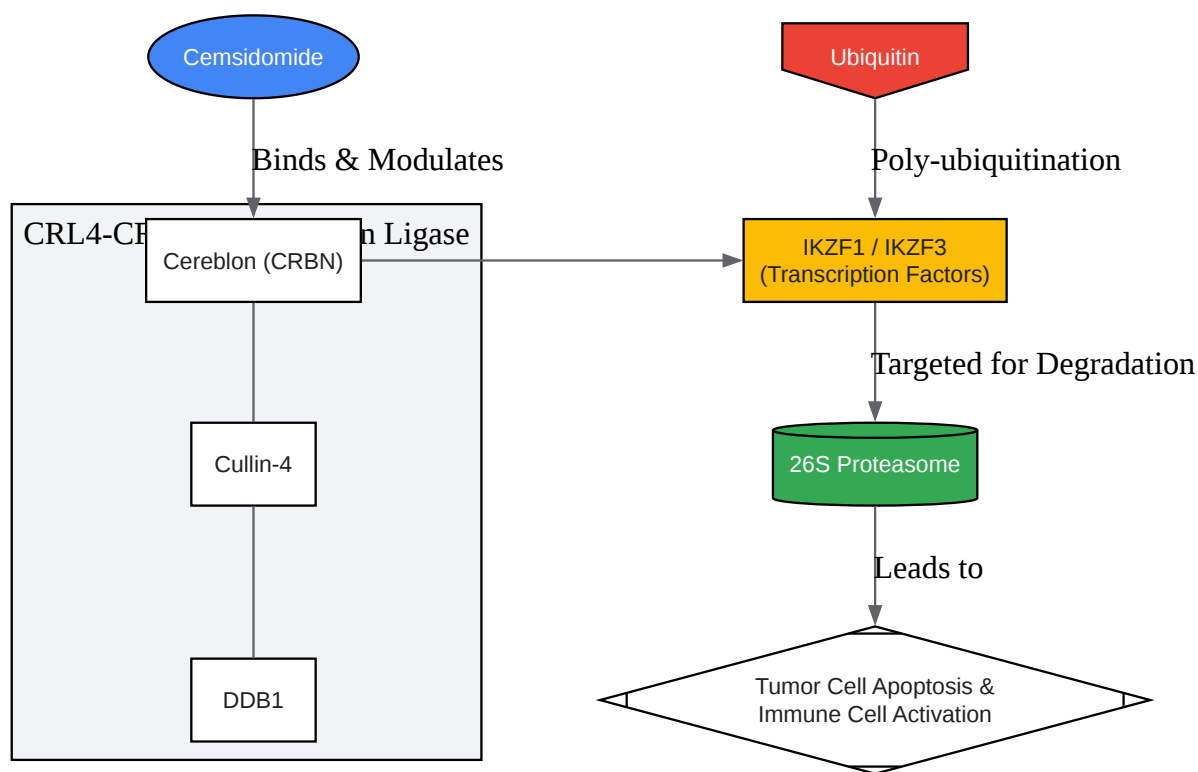 Cemsidomide
Ubiquitin
Binds & Modulates
Poly-ubiquitination
CRL4-CR n Ligase
Cereblon (CRBN)
IKZF1 / IKZF3
(Transcription Factors)
Targeted for Degradation
Cullin-4
26S Proteasome
Leads to
DDB1
Tumor Cell Apoptosis &
Immune Cell Activation